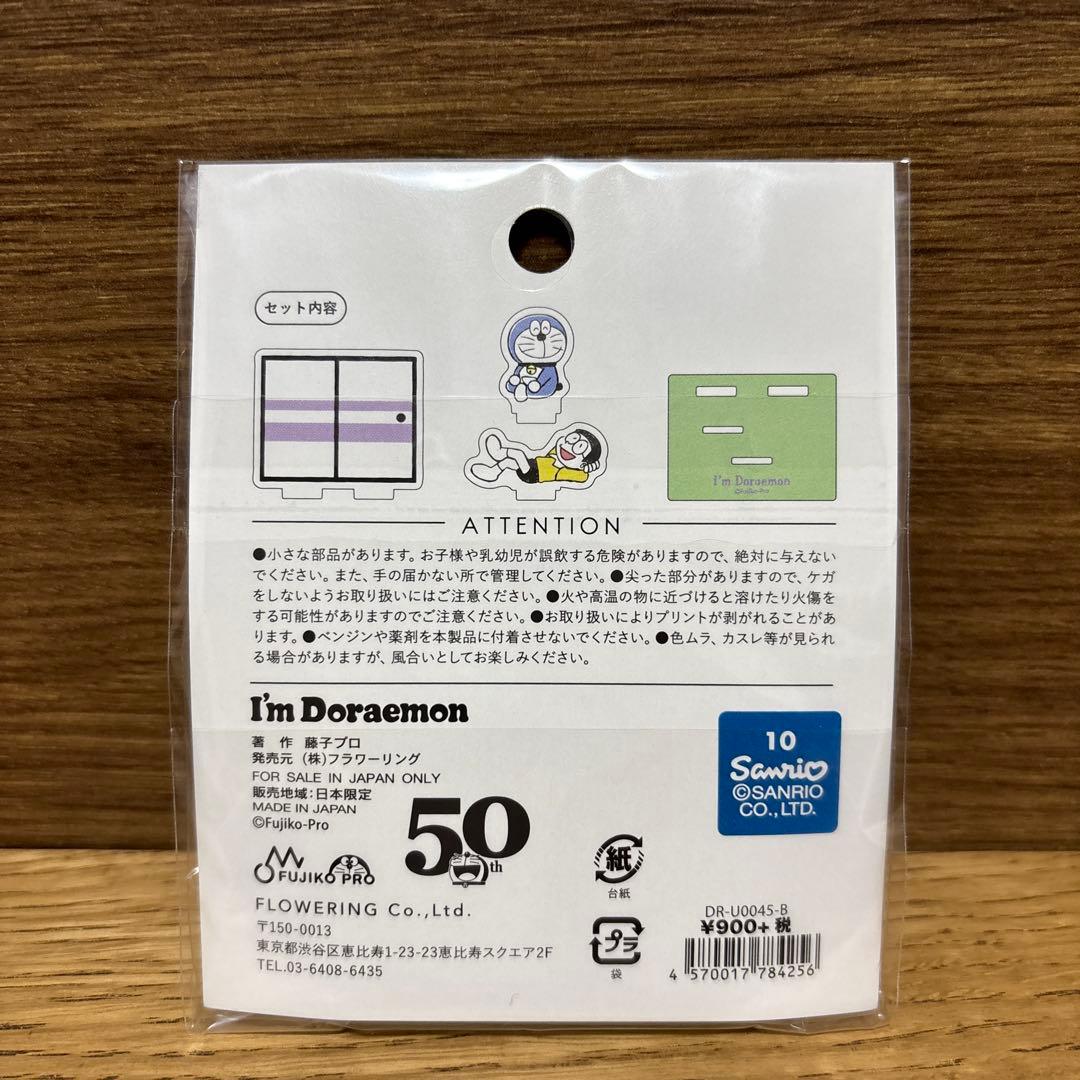 セット内容
I'm Doraemon
©Fujiko-Pro
ATTENTION
●小さな部品があります。お子様や乳幼児が誤飲する危険がありますので、絶対に与えない
でください。また、手の届かない所で管理してください。●尖った部分がありますので、ケガ
をしないようお取り扱いにはご注意ください。●火や高温の物に近づけると溶けたり火傷を
する可能性がありますのでご注意ください。●お取り扱いによりプリントが剥がれることがあ
ります。●ベンジンや薬剤を本製品に付着させないでください。●色ムラ、カスレ等が見られ
る場合がありますが、風合いとしてお楽しみください。
I'm Doraemon
著　作　藤子プロ
発売元　(株)フラワーリング
FOR SALE IN JAPAN ONLY
販売地域:日本限定
MADE IN JAPAN
©Fujiko-Pro
50th
FUJIKO PRO
FLOWERING Co.,Ltd.
〒150-0013
東京都渋谷区恵比寿1-23-23恵比寿スクエア2F
TEL.03-6408-6435
10
Sanrio
©SANRIO
CO.,LTD.
紙
台紙
プラ
袋
DR-U0045-B
¥900+税
4 570017 784256